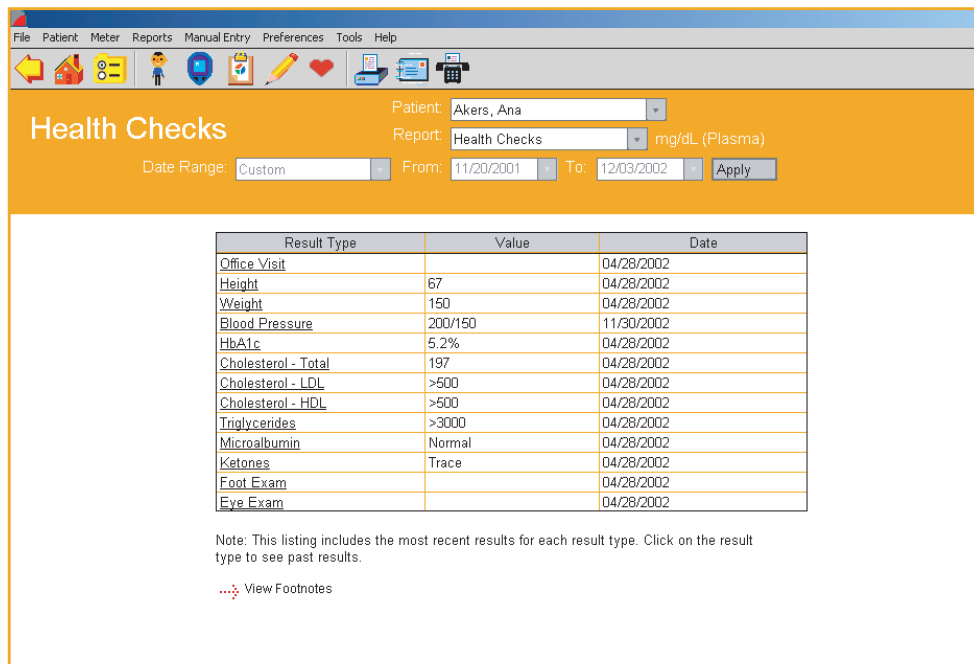 File Patient Meter Reports Manual Entry Preferences Tools Help
Health Checks
Patient: Akers, Ana
Report: Health Checks mg/dL (Plasma)
Date Range: Custom From: 11/20/2001 To: 12/03/2002 Apply
Result Type Value Date
Office Visit 04/28/2002
Height 67 04/28/2002
Weight 150 04/28/2002
Blood Pressure 200/150 11/30/2002
HbA1c 5.2% 04/28/2002
Cholesterol - Total 197 04/28/2002
Cholesterol - LDL >500 04/28/2002
Cholesterol - HDL >500 04/28/2002
Triglycerides >3000 04/28/2002
Microalbumin Normal 04/28/2002
Ketones Trace 04/28/2002
Foot Exam 04/28/2002
Eye Exam 04/28/2002
Note: This listing includes the most recent results for each result type. Click on the result
type to see past results.
View Footnotes